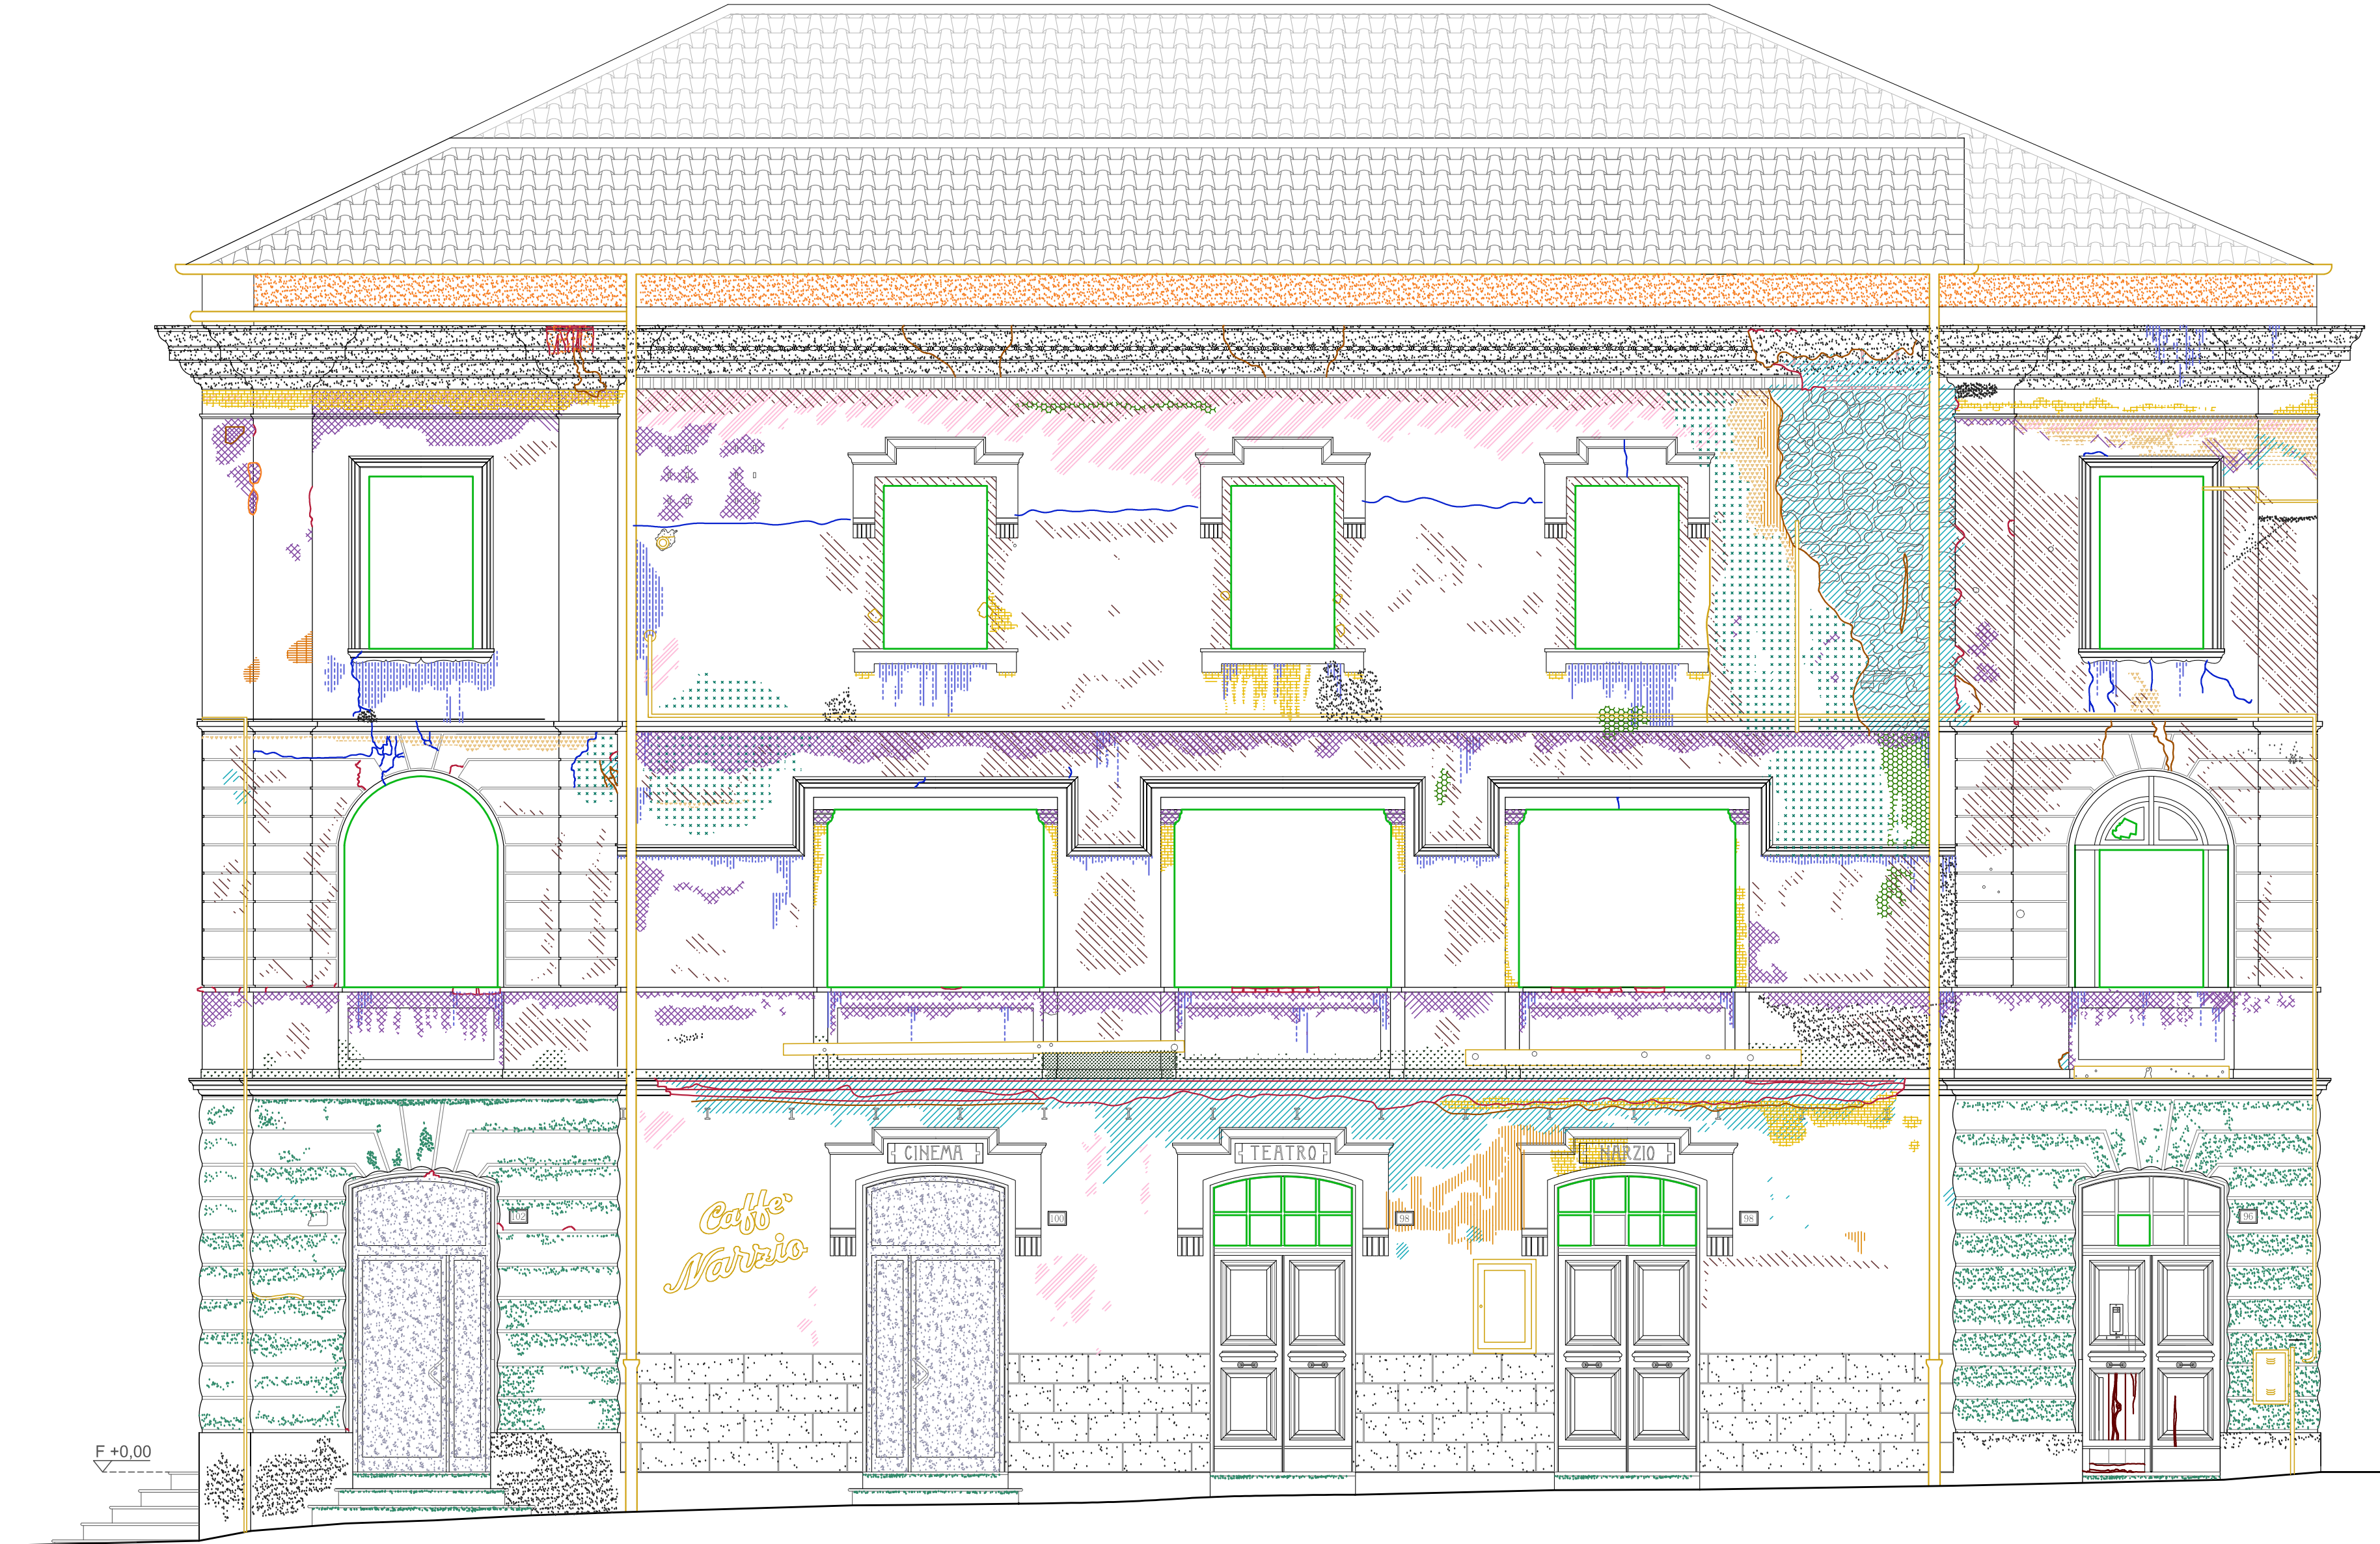 CINEMA
TEATRO
NARZIO
Caffe'
Narzio
102
100
98
98
96
F +0,00